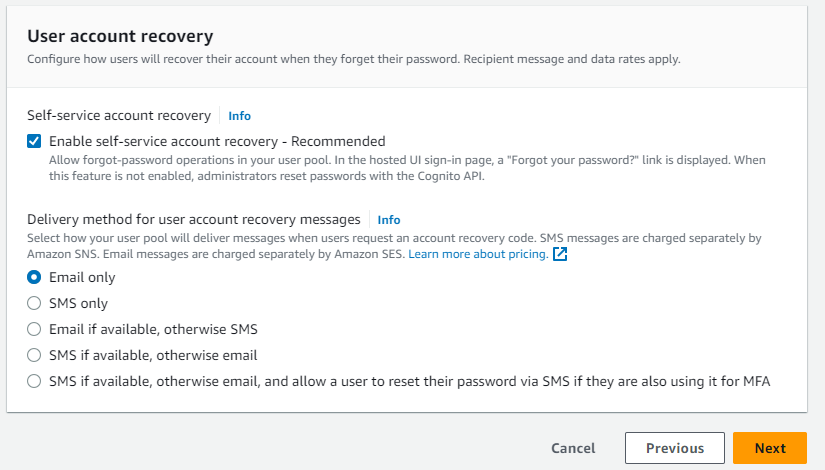 User account recovery
Configure how users will recover their account when they forget their password. Recipient message and data rates apply.
Self-service account recovery Info
Enable self-service account recovery - Recommended
Allow forgot-password operations in your user pool. In the hosted UI sign-in page, a "Forgot your password?" link is displayed. When
this feature is not enabled, administrators reset passwords with the Cognito API.
Delivery method for user account recovery messages Info
Select how your user pool will deliver messages when users request an account recovery code. SMS messages are charged separately by
Amazon SNS. Email messages are charged separately by Amazon SES. Learn more about pricing.
Email only
SMS only
Email if available, otherwise SMS
SMS if available, otherwise email
SMS if available, otherwise email, and allow a user to reset their password via SMS if they are also using it for MFA
Cancel Previous Next